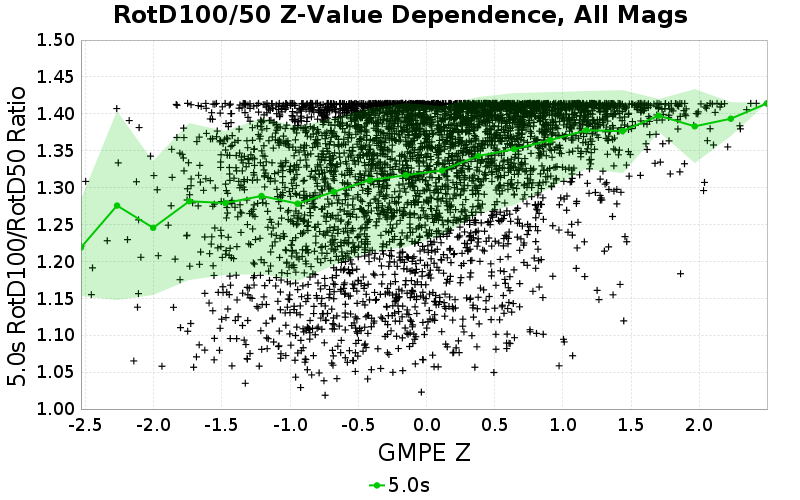 RotD100/50 Z-Value Dependence, All Mags
5.0s RotD100/RotD50 Ratio
1.50
1.45
1.40
1.35
1.30
1.25
1.20
1.15
1.10
1.05
1.00
-2.5 -2.0 -1.5 -1.0 -0.5 0.0 0.5 1.0 1.5 2.0
GMPE Z
5.0s